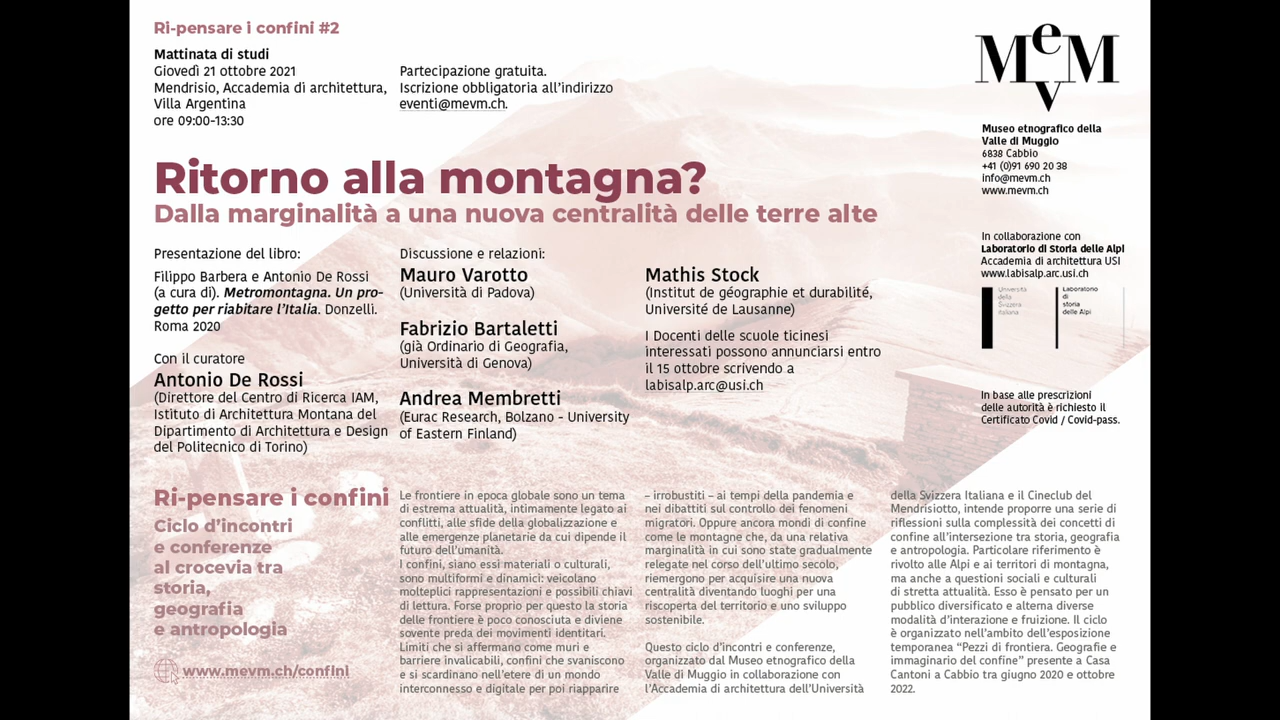 Ri-pensare i confini #2
Mattinata di studi
Giovedì 21 ottobre 2021
Mendrisio, Accademia di architettura,
Villa Argentina
ore 09:00-13:30
Partecipazione gratuita.
Iscrizione obbligatoria all'indirizzo
eventi@mevm.ch.
MeVM
Museo etnografico della
Valle di Muggio
6838 Cabbio
+41 (0)91 690 20 38
info@mevm.ch
www.mevm.ch
Ritorno alla montagna?
Dalla marginalità a una nuova centralità delle terre alte
Presentazione del libro:
Filippo Barbera e Antonio De Rossi
(a cura di). Metromontagna. Un pro-
getto per riabitare l'Italia. Donzelli.
Roma 2020
Con il curatore
Antonio De Rossi
(Direttore del Centro di Ricerca IAM,
Istituto di Architettura Montana del
Dipartimento di Architettura e Design
del Politecnico di Torino)
Discussione e relazioni:
Mauro Varotto
(Università di Padova)
Fabrizio Bartaletti
(già Ordinario di Geografia,
Università di Genova)
Andrea Membretti
(Eurac Research, Bolzano - University
of Eastern Finland)
Mathis Stock
(Institut de géographie et durabilité,
Université de Lausanne)
I Docenti delle scuole ticinesi
interessati possono annunciarsi entro
il 15 ottobre scrivendo a
labisalp.arc@usi.ch
In collaborazione con
Laboratorio di Storia delle Alpi
Accademia di architettura USI
www.labisalp.arc.usi.ch
Università
della
Svizzera
italiana
Laboratorio
di
storia
delle Alpi
In base alle prescrizioni
delle autorità è richiesto il
Certificato Covid / Covid-pass.
Ri-pensare i confini
Ciclo d'incontri
e conferenze
al crocevia tra
storia,
geografia
e antropologia
www.mevm.ch/confini
Le frontiere in epoca globale sono un tema
di estrema attualità, intimamente legato ai
conflitti, alle sfide della globalizzazione e
alle emergenze planetarie da cui dipende il
futuro dell'umanità.
I confini, siano essi materiali o culturali,
sono multiformi e dinamici: veicolano
molteplici rappresentazioni e possibili chiavi
di lettura. Forse proprio per questo la storia
delle frontiere è poco conosciuta e diviene
sovente preda dei movimenti identitari.
Limiti che si affermano come muri e
barriere invalicabili, confini che svaniscono
e si scardinano nell'etere di un mondo
interconnesso e digitale per poi riapparire
– irrobustiti – ai tempi della pandemia e
nei dibattiti sul controllo dei fenomeni
migratori. Oppure ancora mondi di confine
come le montagne che, da una relativa
marginalità in cui sono state gradualmente
relegate nel corso dell'ultimo secolo,
riemergono per acquisire una nuova
centralità diventando luoghi per una
riscoperta del territorio e uno sviluppo
sostenibile.
Questo ciclo d'incontri e conferenze,
organizzato dal Museo etnografico della
Valle di Muggio in collaborazione con
l'Accademia di architettura dell'Università
della Svizzera Italiana e il Cineclub del
Mendrisiotto, intende proporre una serie di
riflessioni sulla complessità dei concetti di
confine all'intersezione tra storia, geografia
e antropologia. Particolare riferimento è
rivolto alle Alpi e ai territori di montagna,
ma anche a questioni sociali e culturali
di stretta attualità. Esso è pensato per un
pubblico diversificato e alterna diverse
modalità d'interazione e fruizione. Il ciclo
è organizzato nell'ambito dell'esposizione
temporanea “Pezzi di frontiera. Geografie e
immaginario del confine” presente a Casa
Cantoni a Cabbio tra giugno 2020 e ottobre
2022.